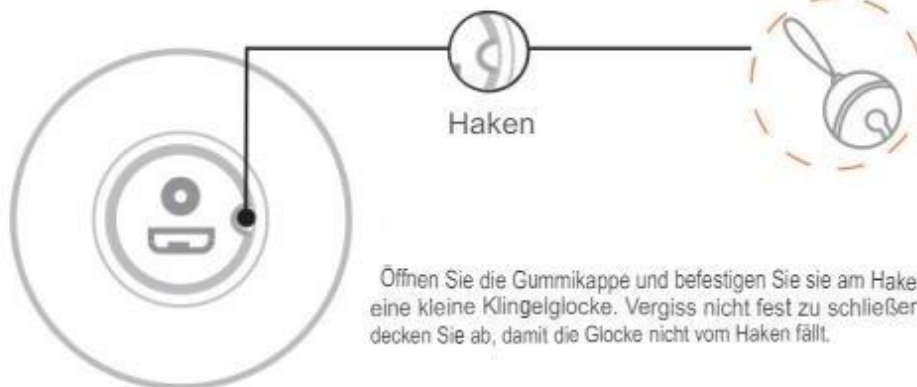 Haken
Öffnen Sie die Gummikappe und befestigen Sie sie am Hake
eine kleine Klingelglocke. Vergiss nicht fest zu schließer
decken Sie ab, damit die Glocke nicht vom Haken fällt.